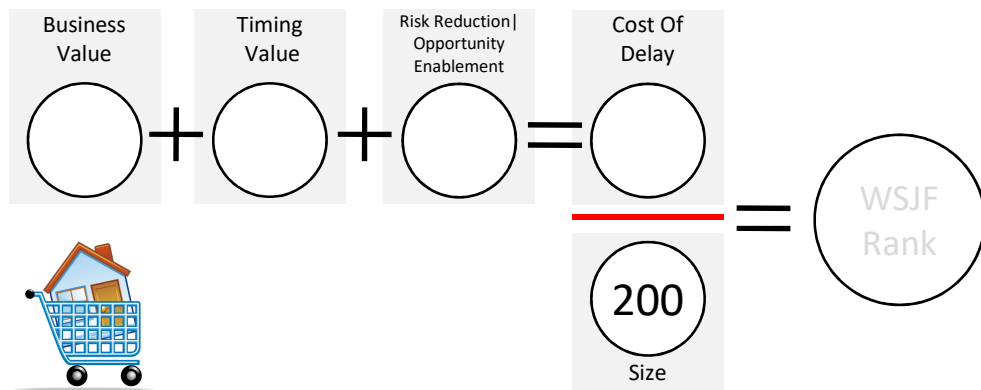 Business
Value
Timing
Value
Risk Reduction|
Opportunity
Enablement
Cost Of
Delay
WSJF
Rank
200
Size